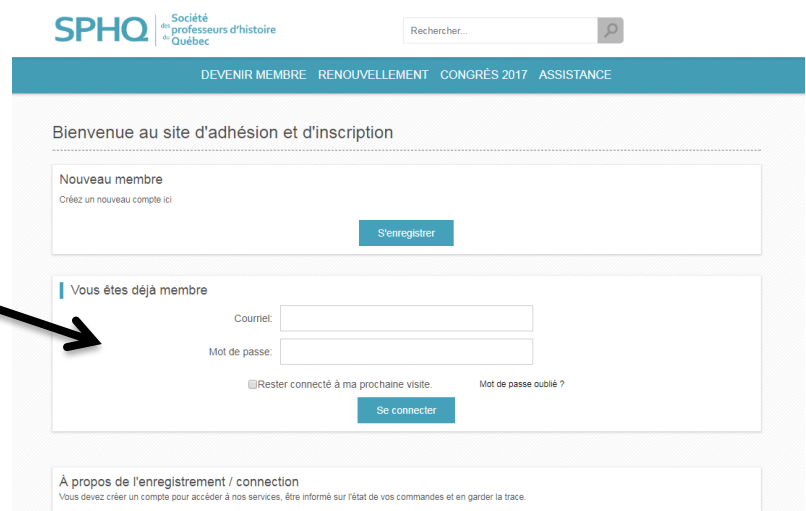 SPHQ
Société
des professeurs d'histoire
du Québec
Rechercher...
DEVENIR MEMBRE RENOUVELLEMENT CONGRÈS 2017 ASSISTANCE
Bienvenue au site d'adhésion et d'inscription
Nouveau membre
Créez un nouveau compte ici
S'enregistrer
Vous êtes déjà membre
Courriel:
Mot de passe:
Rester connecté à ma prochaine visite. Mot de passe oublié ?
Se connecter
À propos de l'enregistrement / connection
Vous devez créer un compte pour accéder à nos services, être informé sur l'état de vos commandes et en garder la trace.